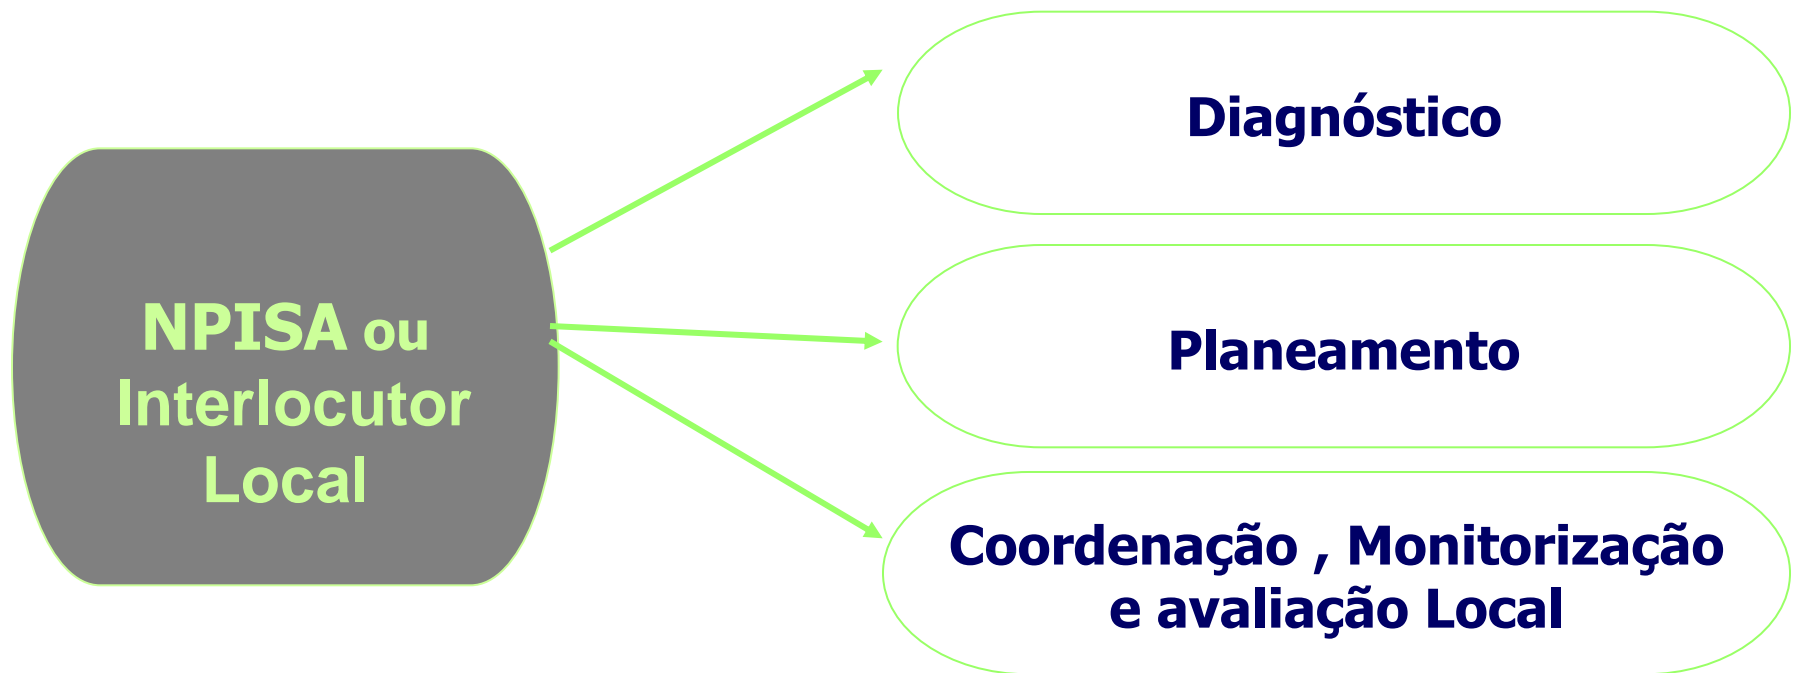 NPISA ou
Interlocutor
Local
Diagnóstico
Planeamento
Coordenação , Monitorização
e avaliação Local